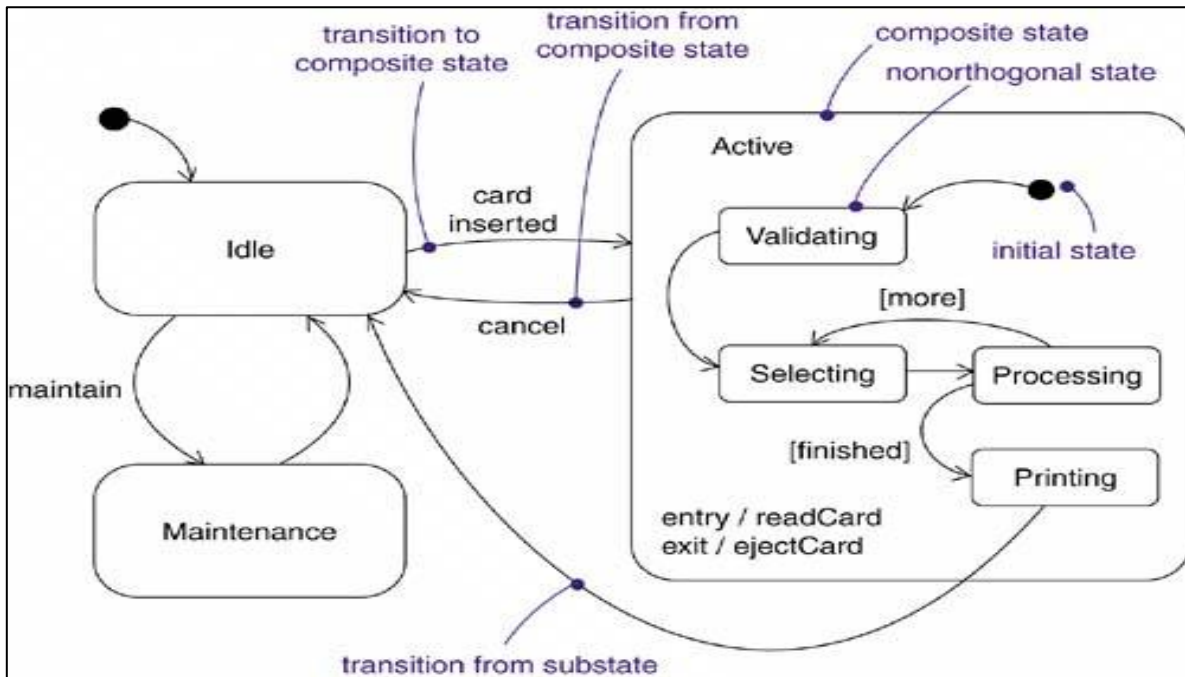 transition to
composite state
transition from
composite state
composite state
nonorthogonal state
Active
card
inserted
Idle
Validating
initial state
cancel
[more]
maintain
Selecting
Processing
[finished]
Printing
Maintenance
entry / readCard
exit / ejectCard
transition from substate